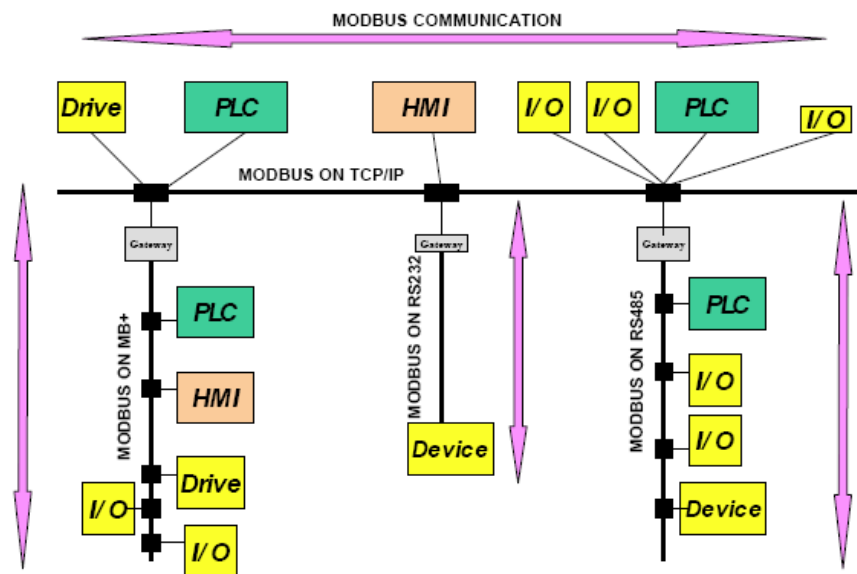 MODBUS COMMUNICATION
Drive
PLC
HMI
I/O
I/O
PLC
I/O
MODBUS ON TCP/IP
Gateway
Gateway
Gateway
MODBUS ON MB+
PLC
HMI
Drive
I/O
I/O
MODBUS ON RS232
Device
MODBUS ON RS485
PLC
I/O
I/O
Device